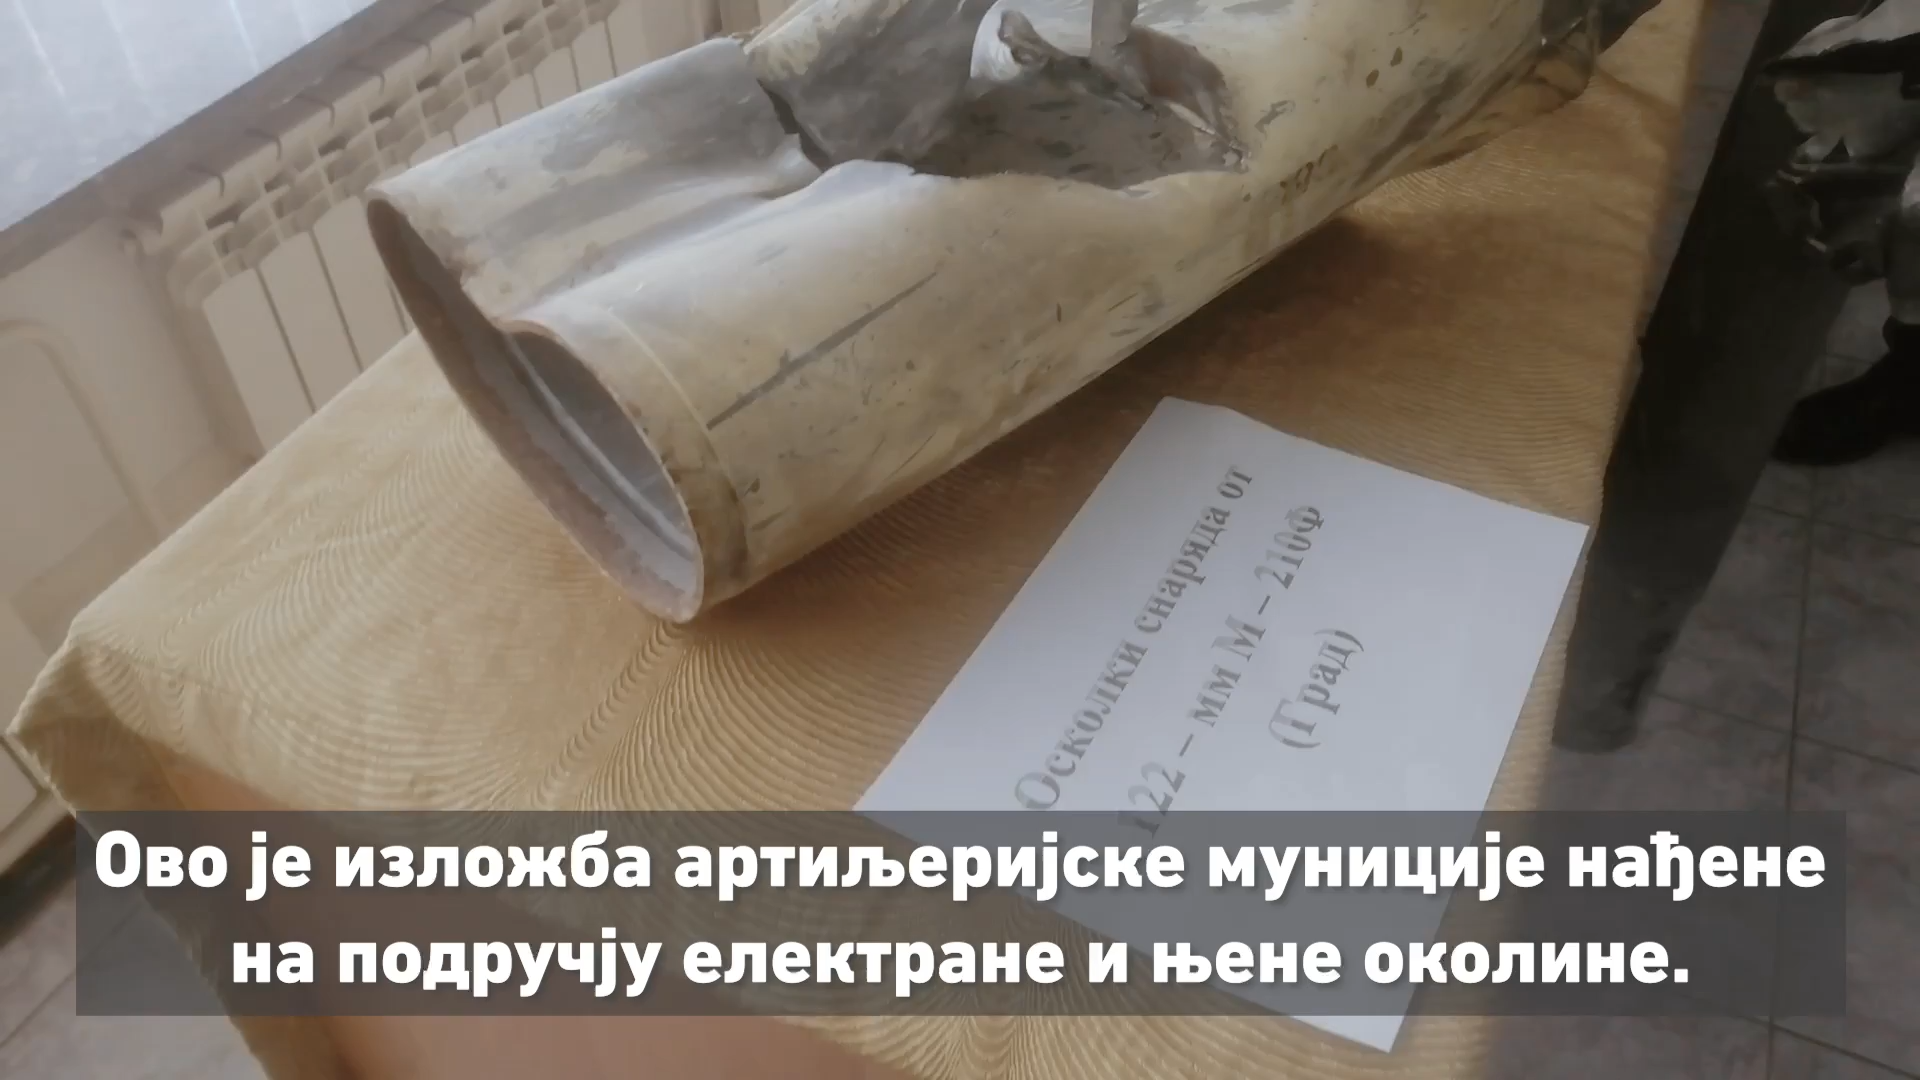 Осколки снаряда от
122 – мм М – 210Ф
(Град)
Ово је изложба артиљеријске муниције нађене
на подручју електране и њене околине.